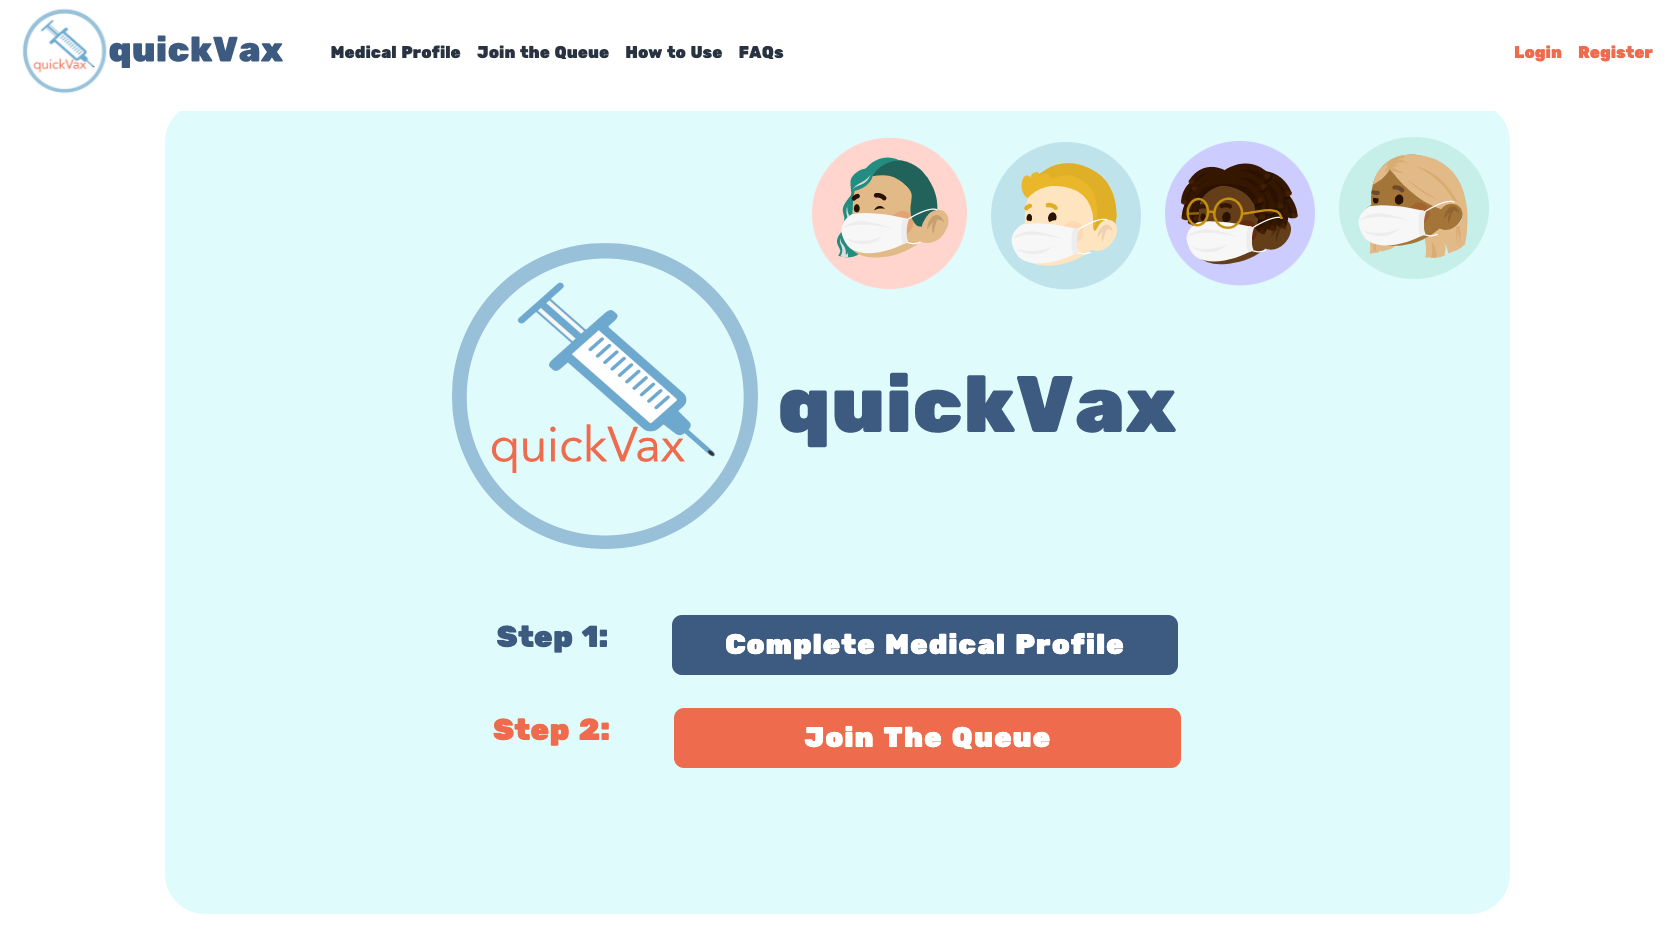 quickVax
quickVax
Medical Profile Join the Queue How to Use FAQs
Login Register
quickVax
quickVax
Step 1: Complete Medical Profile
Step 2: Join The Queue